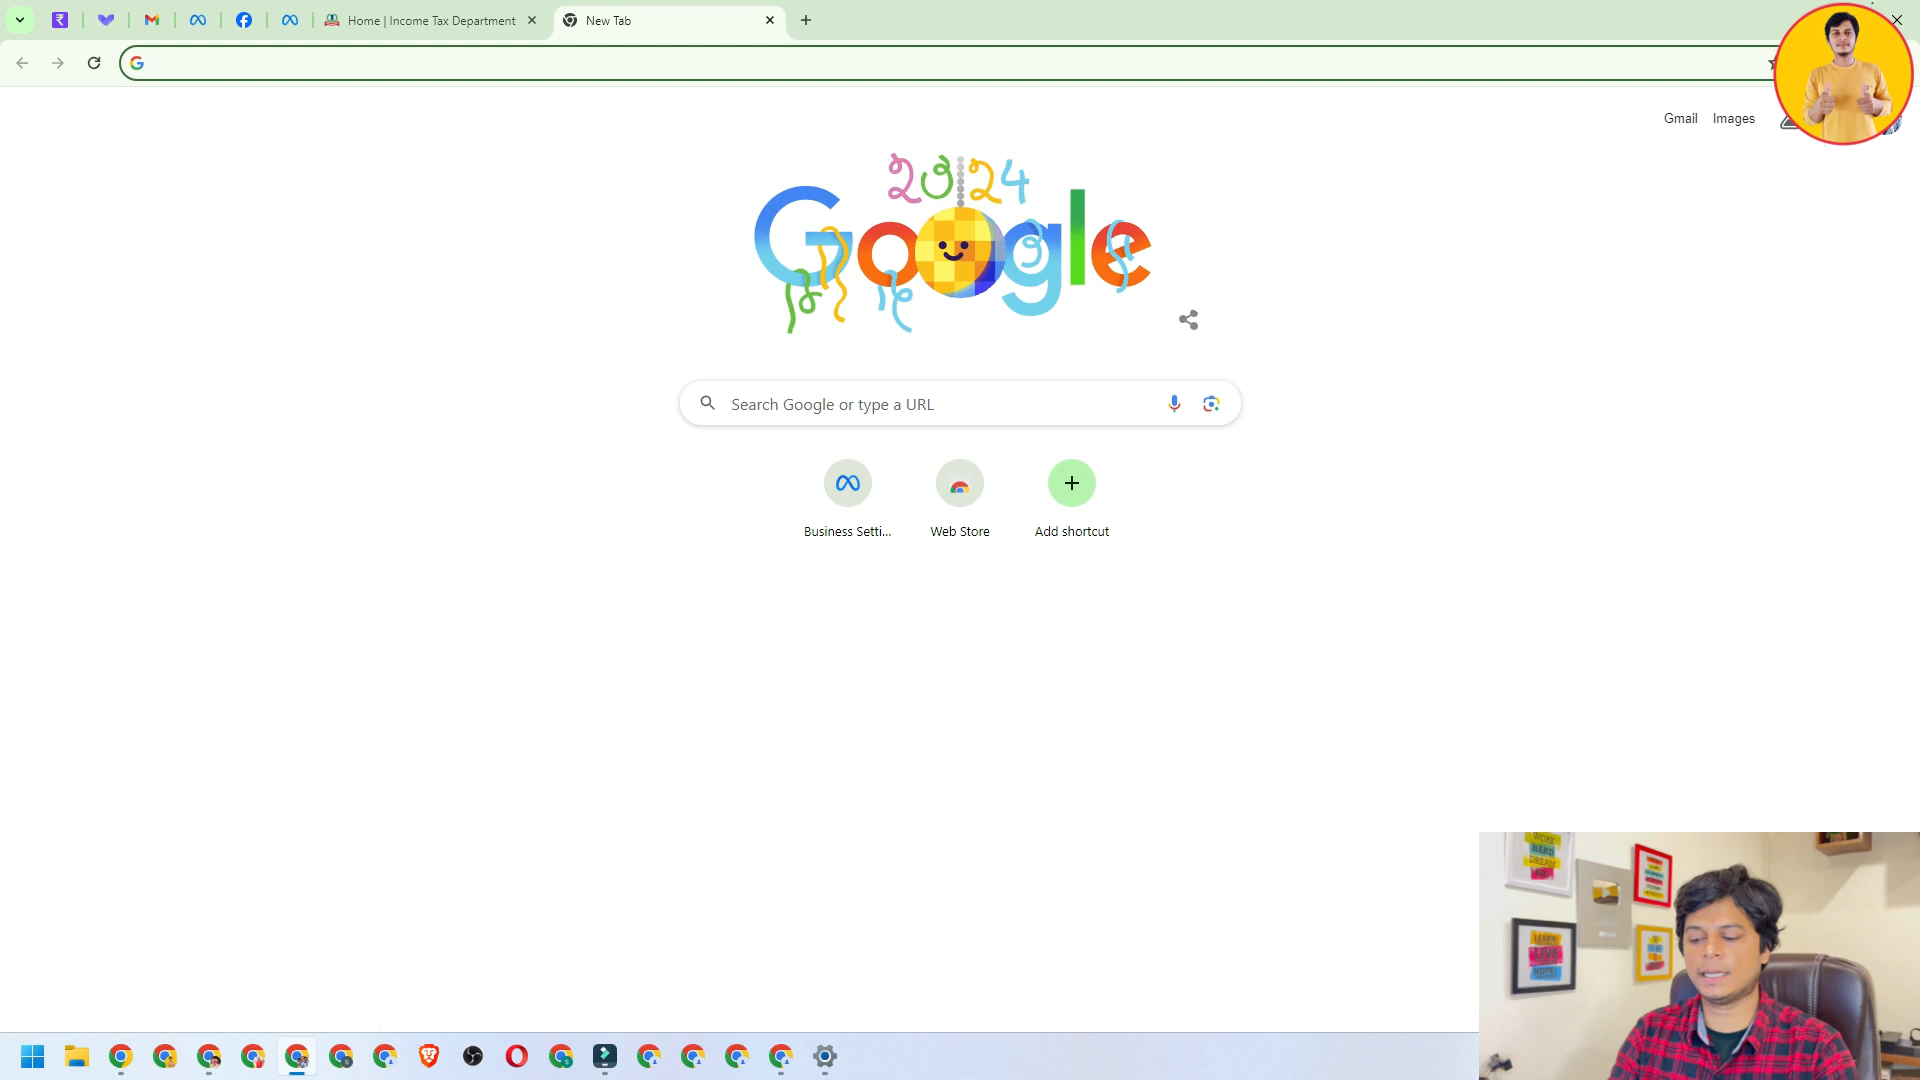 Home | Income Tax Department
New Tab
Gmail Images
2024
Google
Search Google or type a URL
Business Setti...
Web Store
Add shortcut
WORK
HARD
DREAM
BIG
LEARN
LIVE
HOPE!